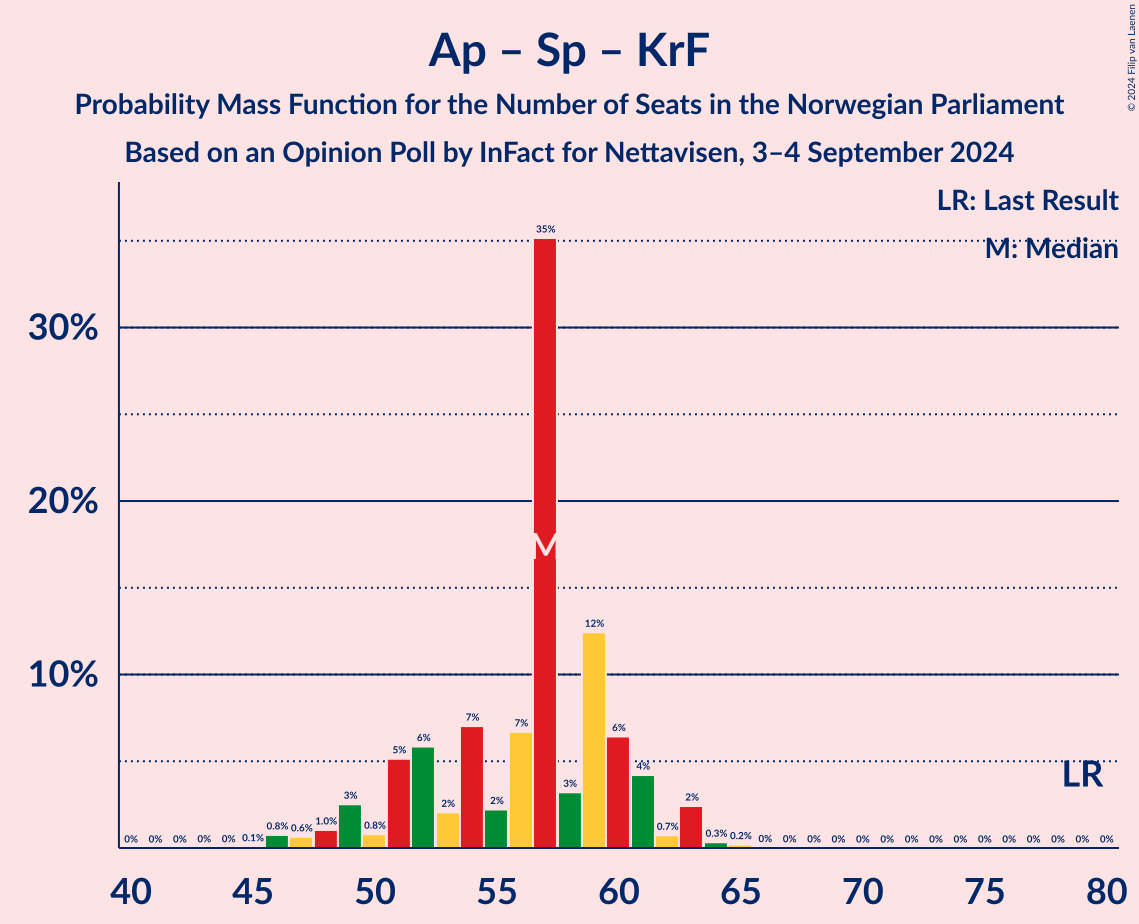 Ap – Sp – KrF
Probability Mass Function for the Number of Seats in the Norwegian Parliament
Based on an Opinion Poll by InFact for Nettavisen, 3–4 September 2024
© 2024 Filip van Laenen
LR: Last Result
M: Median
30%
20%
10%
0% 0% 0% 0% 0% 0.1% 0.8% 0.6% 1.0% 3% 0.8% 5% 6% 2% 7% 2% 7% 35% 3% 12% 6% 4% 0.7% 2% 0.3% 0.2% 0% 0% 0% 0% 0% 0% 0% 0% 0% 0% 0% 0% 0% 0% 0%
M
LR
40 45 50 55 60 65 70 75 80